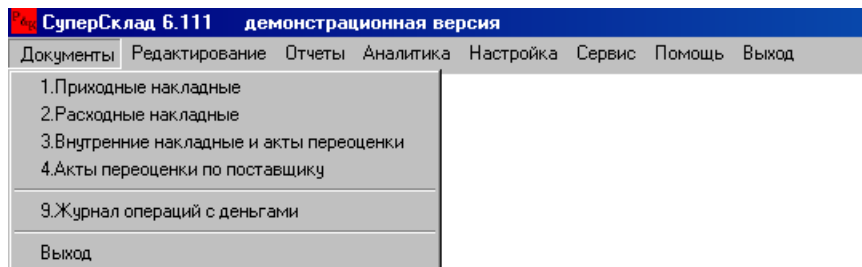 P&K СуперСклад 6.111 демонстрационная версия
Документы Редактирование Отчеты Аналитика Настройка Сервис Помощь Выход
1.Приходные накладные
2.Расходные накладные
3.Внутренние накладные и акты переоценки
4.Акты переоценки по поставщику
9.Журнал операций с деньгами
Выход